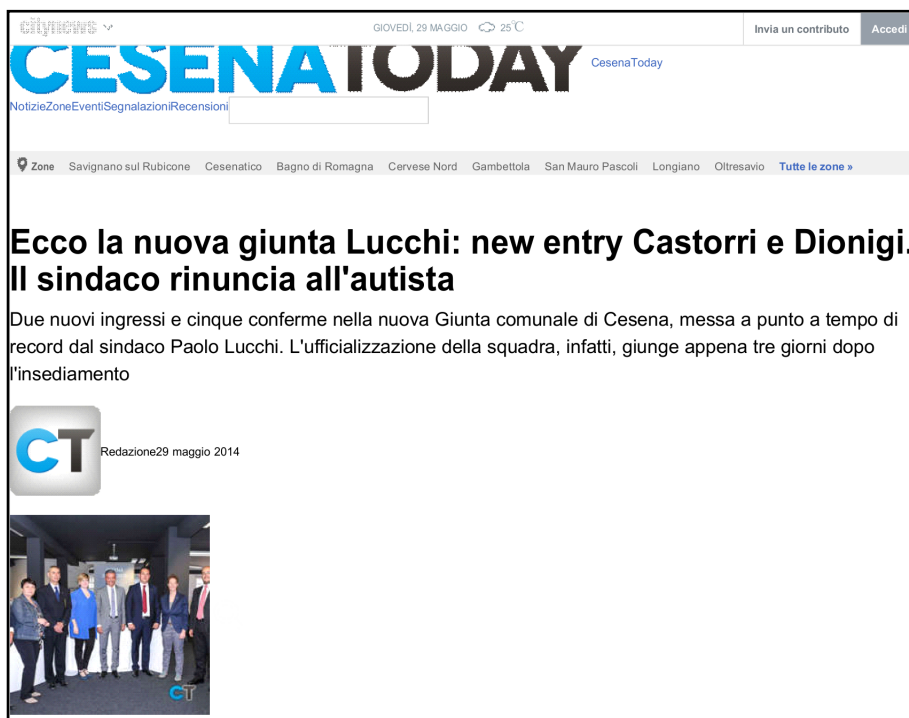 citynews
GIOVEDÌ, 29 MAGGIO 25°C
Invia un contributo
Accedi
CESENATODAY
CesenaToday
NotizieZoneEventiSegnalazioniRecensioni
Zone Savignano sul Rubicone Cesenatico Bagno di Romagna Cervese Nord Gambettola San Mauro Pascoli Longiano Oltresavio Tutte le zone »
Ecco la nuova giunta Lucchi: new entry Castorri e Dionigi.
Il sindaco rinuncia all'autista
Due nuovi ingressi e cinque conferme nella nuova Giunta comunale di Cesena, messa a punto a tempo di
record dal sindaco Paolo Lucchi. L'ufficializzazione della squadra, infatti, giunge appena tre giorni dopo
l'insediamento
CT
Redazione29 maggio 2014
CT